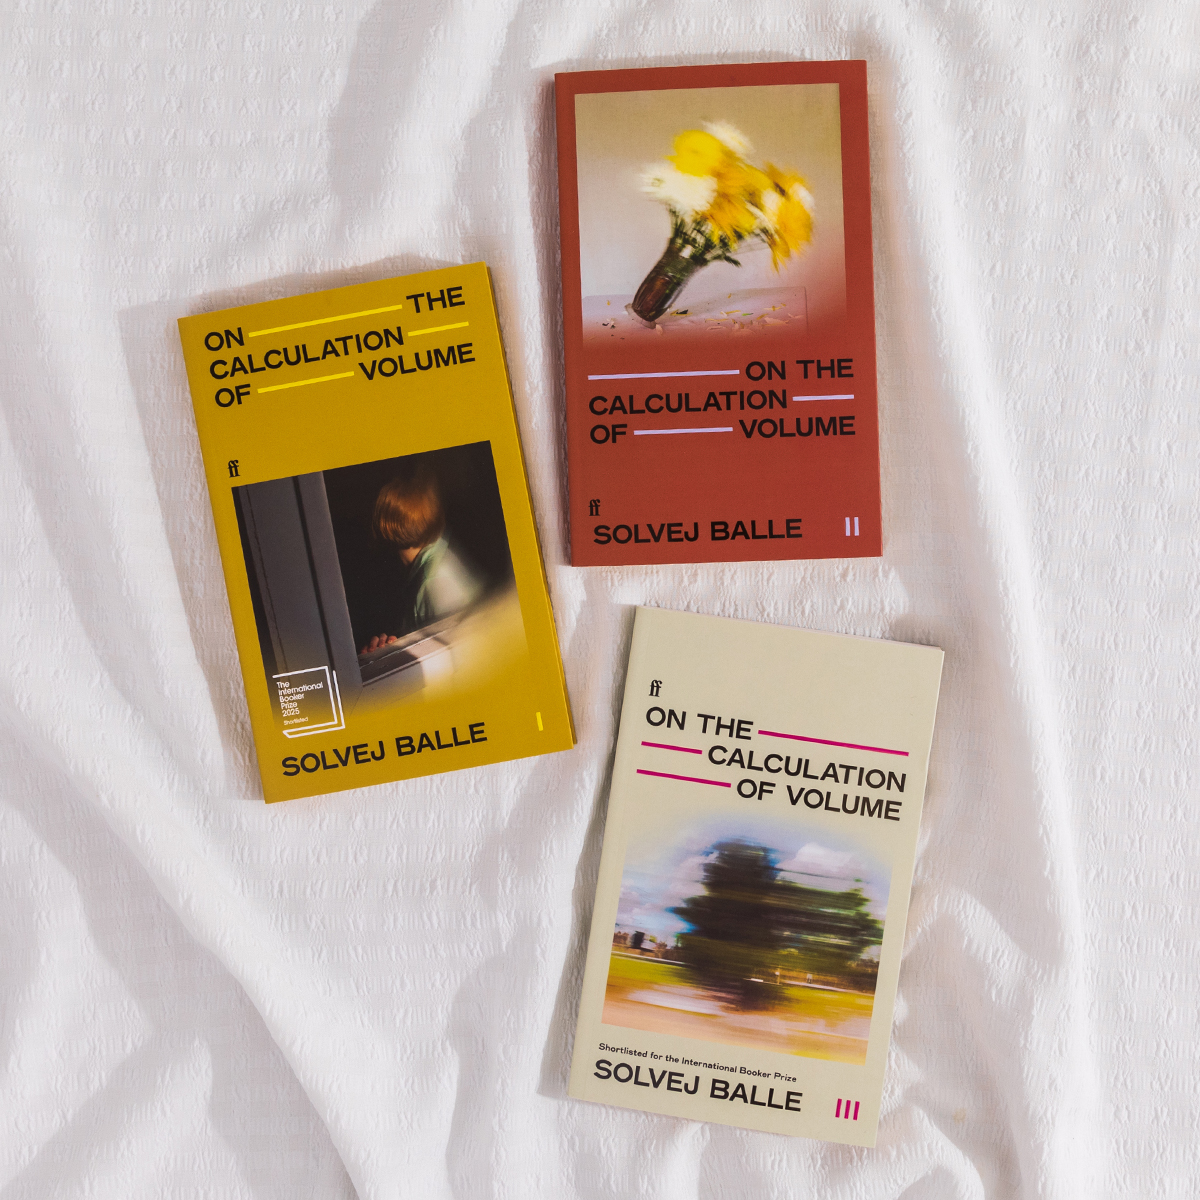 ON THE
CALCULATION
OF VOLUME
ff
The
International
Booker
Prize
2025
Shortlisted
SOLVEJ BALLE
I
ON THE
CALCULATION
OF VOLUME
ff
SOLVEJ BALLE
II
ff
ON THE
CALCULATION
OF VOLUME
Shortlisted for the International Booker Prize
SOLVEJ BALLE
III